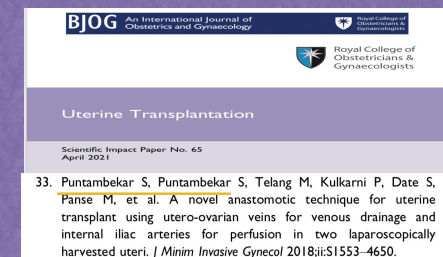 BJOG An International Journal of
Obstetrics and Gynaecology
Royal College of
Obstetricians &
Gynaecologists
Royal College of
Obstetricians &
Gynaecologists
Uterine Transplantation
Scientific Impact Paper No. 65
April 2021
33. Puntambekar S, Puntambekar S, Telang M, Kulkarni P, Date S,
Panse M, et al. A novel anastomotic technique for uterine
transplant using utero-ovarian veins for venous drainage and
internal iliac arteries for perfusion in two laparoscopically
harvested uteri. J Minim Invasive Gynecol 2018;ii:S1553–4650.